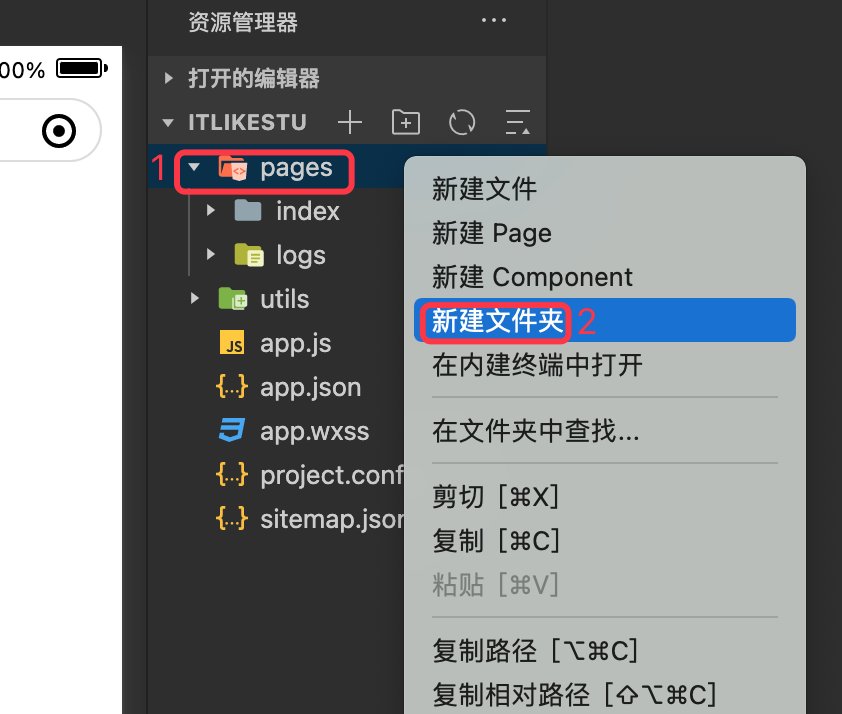 资源管理器
00%
打开的编辑器
ITLIKESTU
1
pages
index
logs
utils
JS app.js
{...} app.json
app.wxss
{...} project.conf
{...} sitemap.json
新建文件
新建 Page
新建 Component
新建文件夹 2
在内建终端中打开
在文件夹中查找...
剪切 [⌘X]
复制 [⌘C]
粘贴 [⌘V]
复制路径 [⌥⌘C]
复制相对路径 [⇧⌥⌘C]